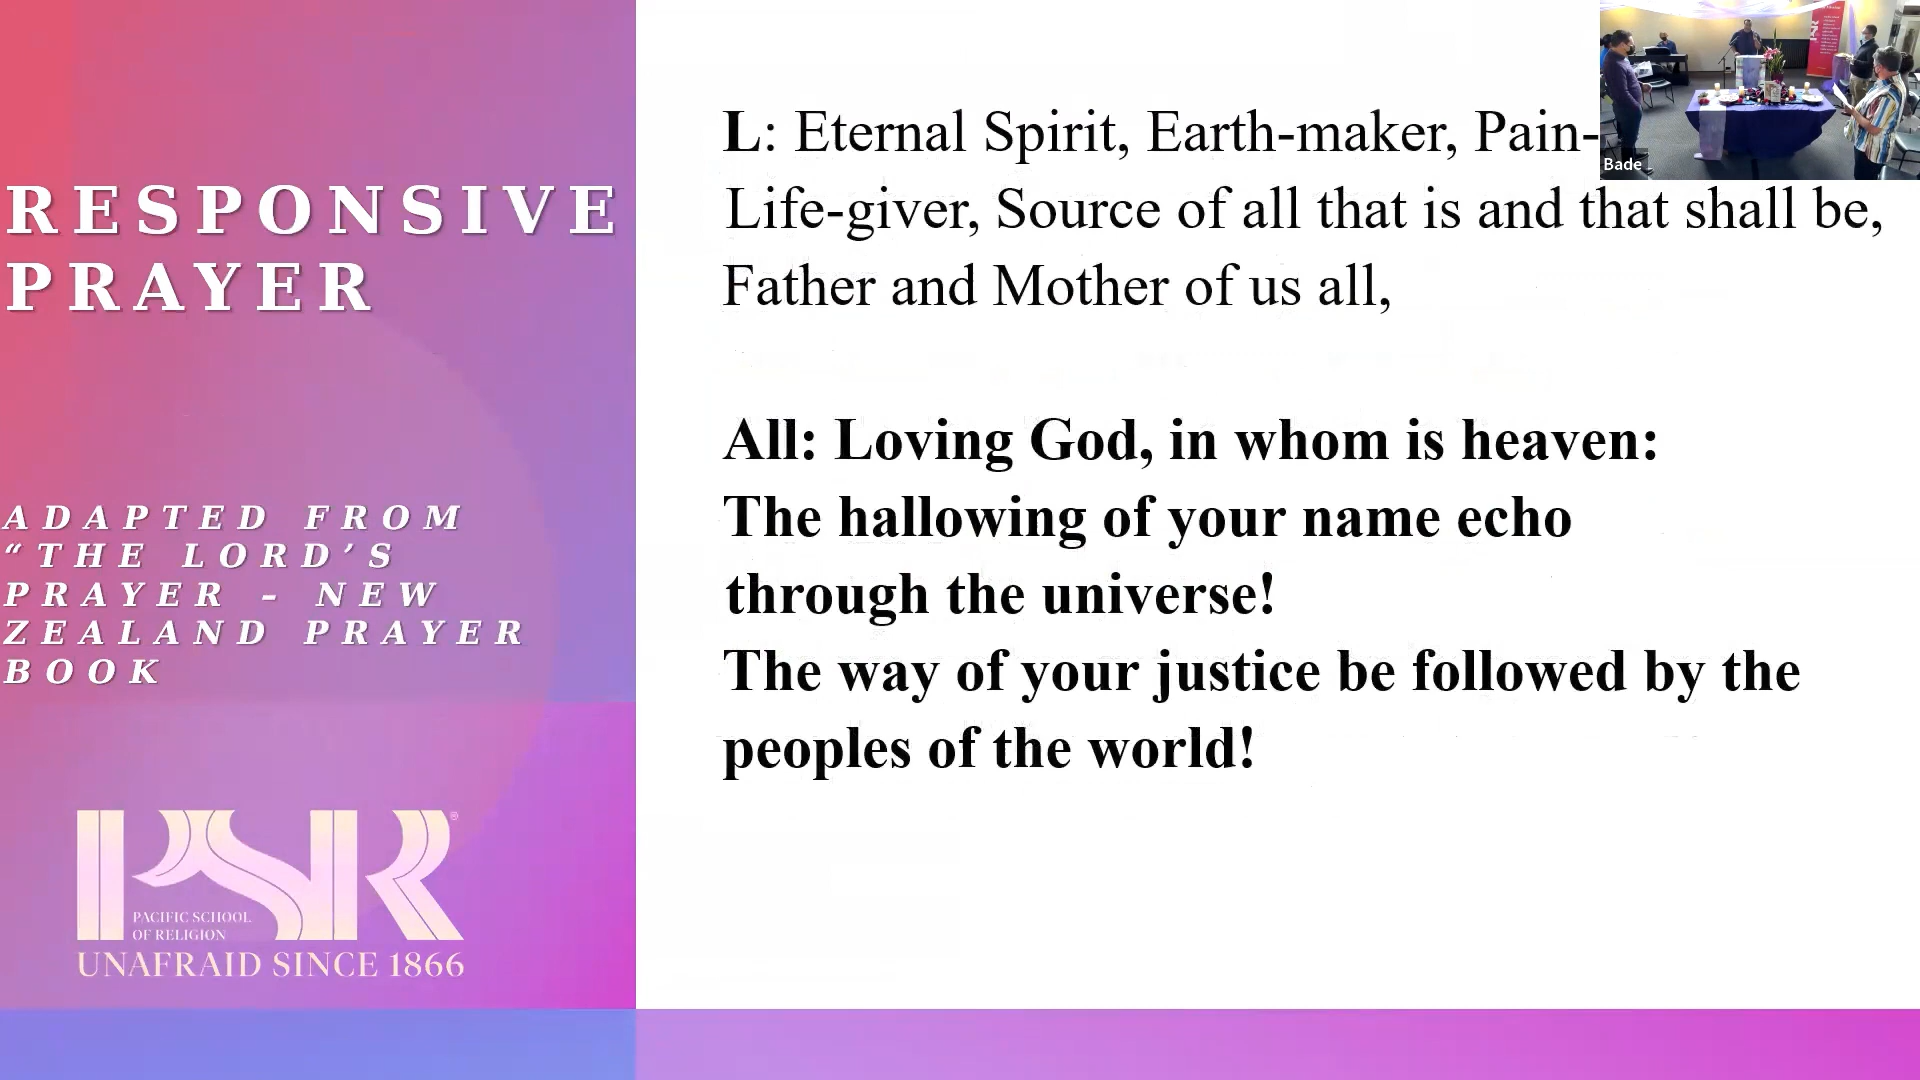 RESPONSIVE
PRAYER
ADAPTED FROM
“THE LORD’S
PRAYER – NEW
ZEALAND PRAYER
BOOK
PSR®
PACIFIC SCHOOL
OF RELIGION
UNAFRAID SINCE 1866
L: Eternal Spirit, Earth-maker, Pain-
Life-giver, Source of all that is and that shall be,
Father and Mother of us all,
All: Loving God, in whom is heaven:
The hallowing of your name echo
through the universe!
The way of your justice be followed by the
peoples of the world!
Bade